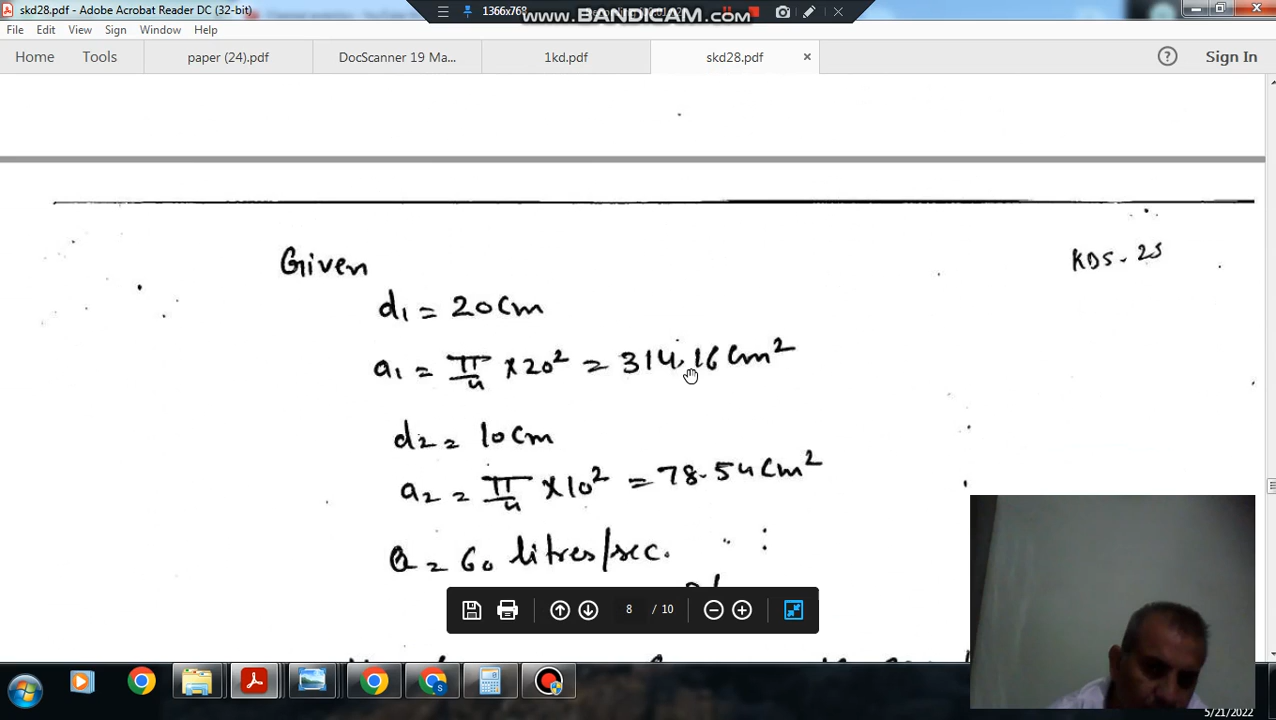 skd28.pdf - Adobe Acrobat Reader DC (32-bit)
1366x768
www.BANDICAM.com
File Edit View Sign Window Help
Home Tools paper (24).pdf DocScanner 19 Ma... 1kd.pdf skd28.pdf × ? Sign In
KDS-25
Given
d1 = 20cm
a1 = π/4 × 20² = 314.16 cm²
d2 = 10cm
a2 = π/4 × 10² = 78.54 cm²
Q = 60 litres/sec.
8 / 10
5/21/2022